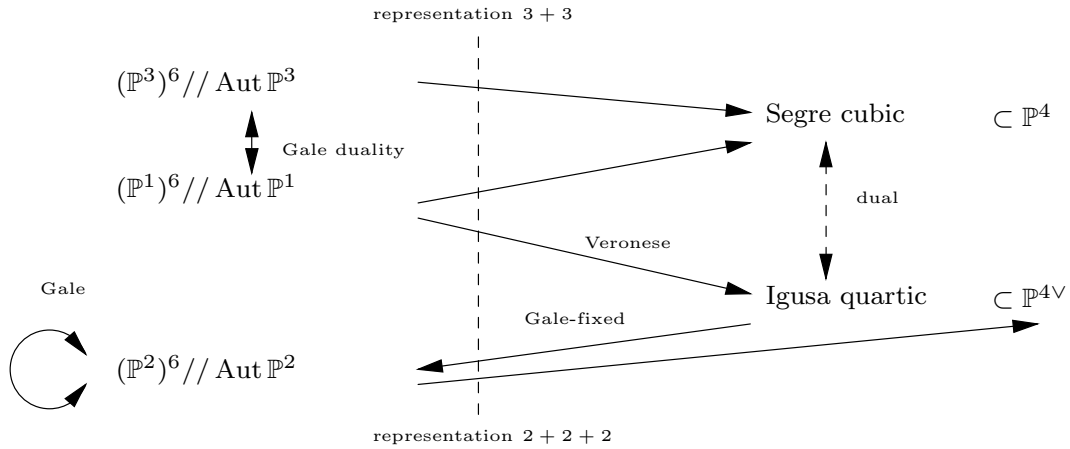 representation 3 + 3
(ℙ³)⁶// Aut ℙ³
Segre cubic ⊂ ℙ⁴
Gale duality
(ℙ¹)⁶// Aut ℙ¹
dual
Veronese
Gale
Igusa quartic ⊂ ℙ⁴∨
Gale-fixed
(ℙ²)⁶// Aut ℙ²
representation 2 + 2 + 2